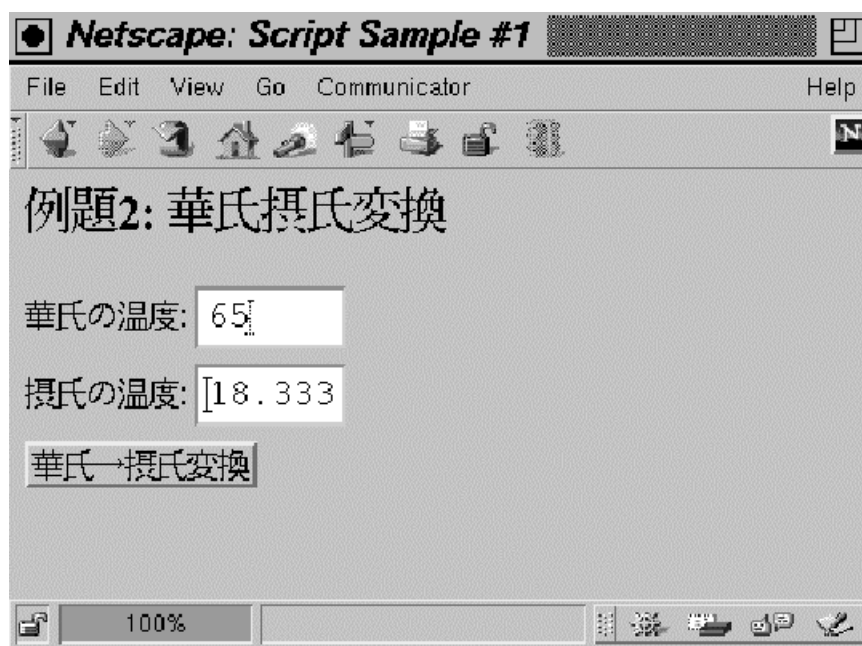 Netscape: Script Sample #1
File Edit View Go Communicator Help
N
例題2: 華氏摂氏変換
華氏の温度: 65
摂氏の温度: 18.333
華氏→摂氏変換
100%